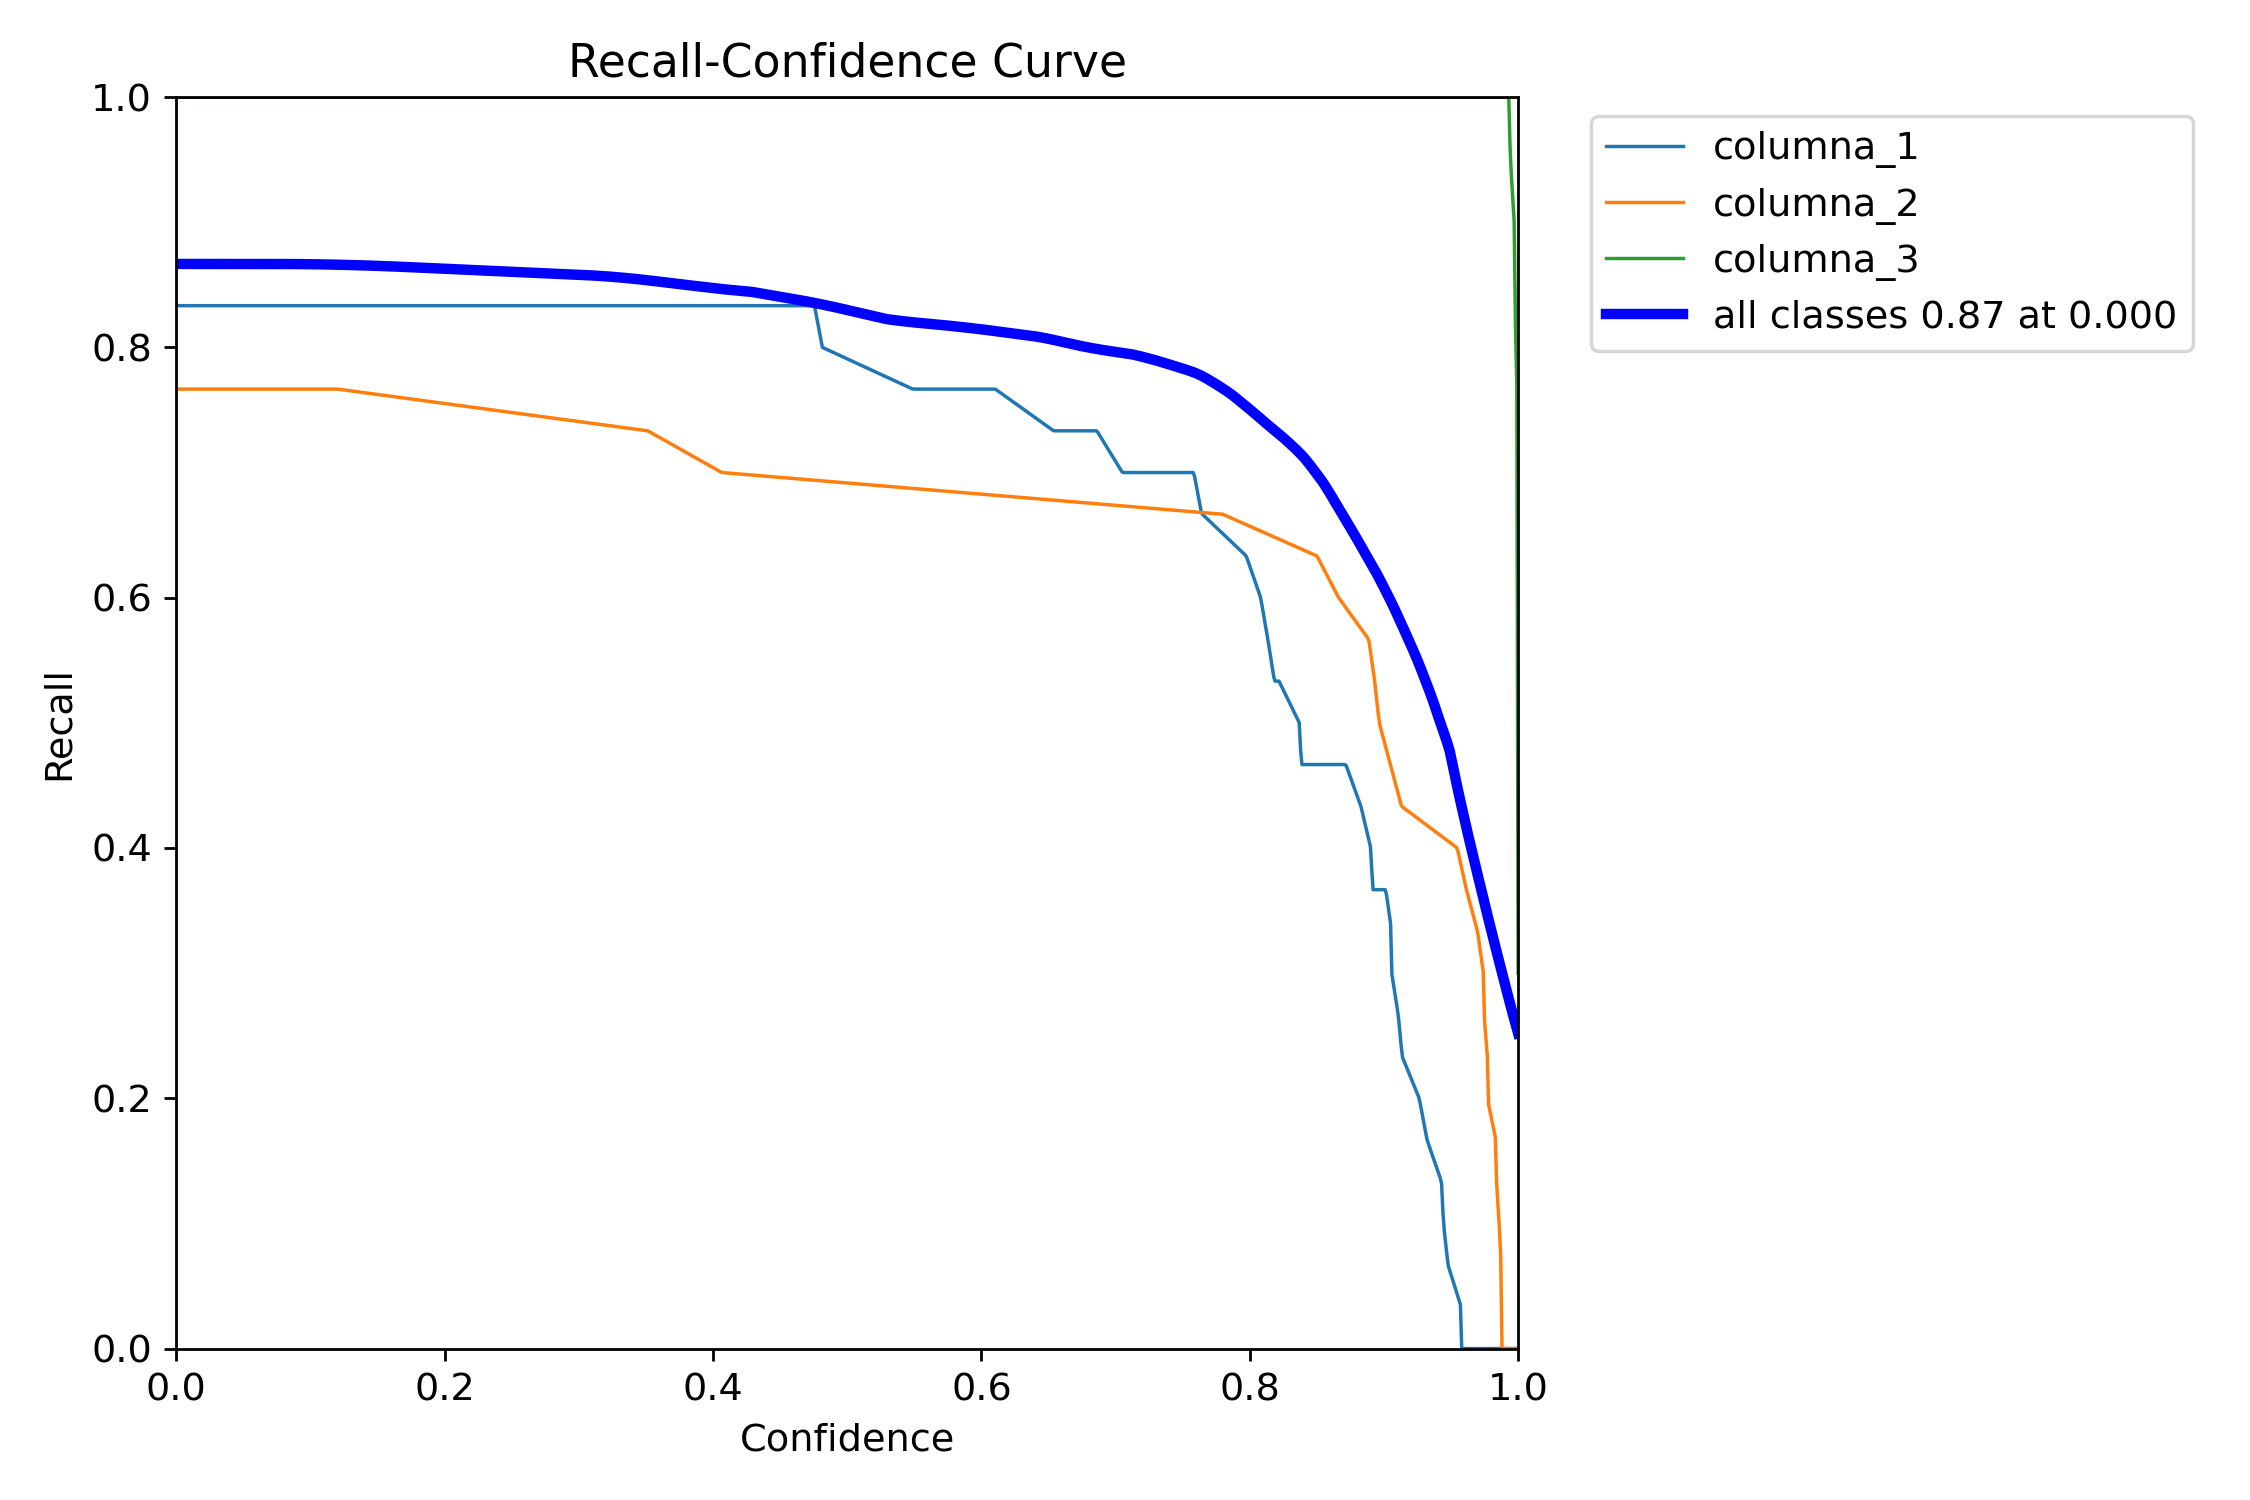 Recall-Confidence Curve
1.0
0.8
0.6
0.4
0.2
0.0
Recall
0.0 0.2 0.4 0.6 0.8 1.0
Confidence
columna_1
columna_2
columna_3
all classes 0.87 at 0.000